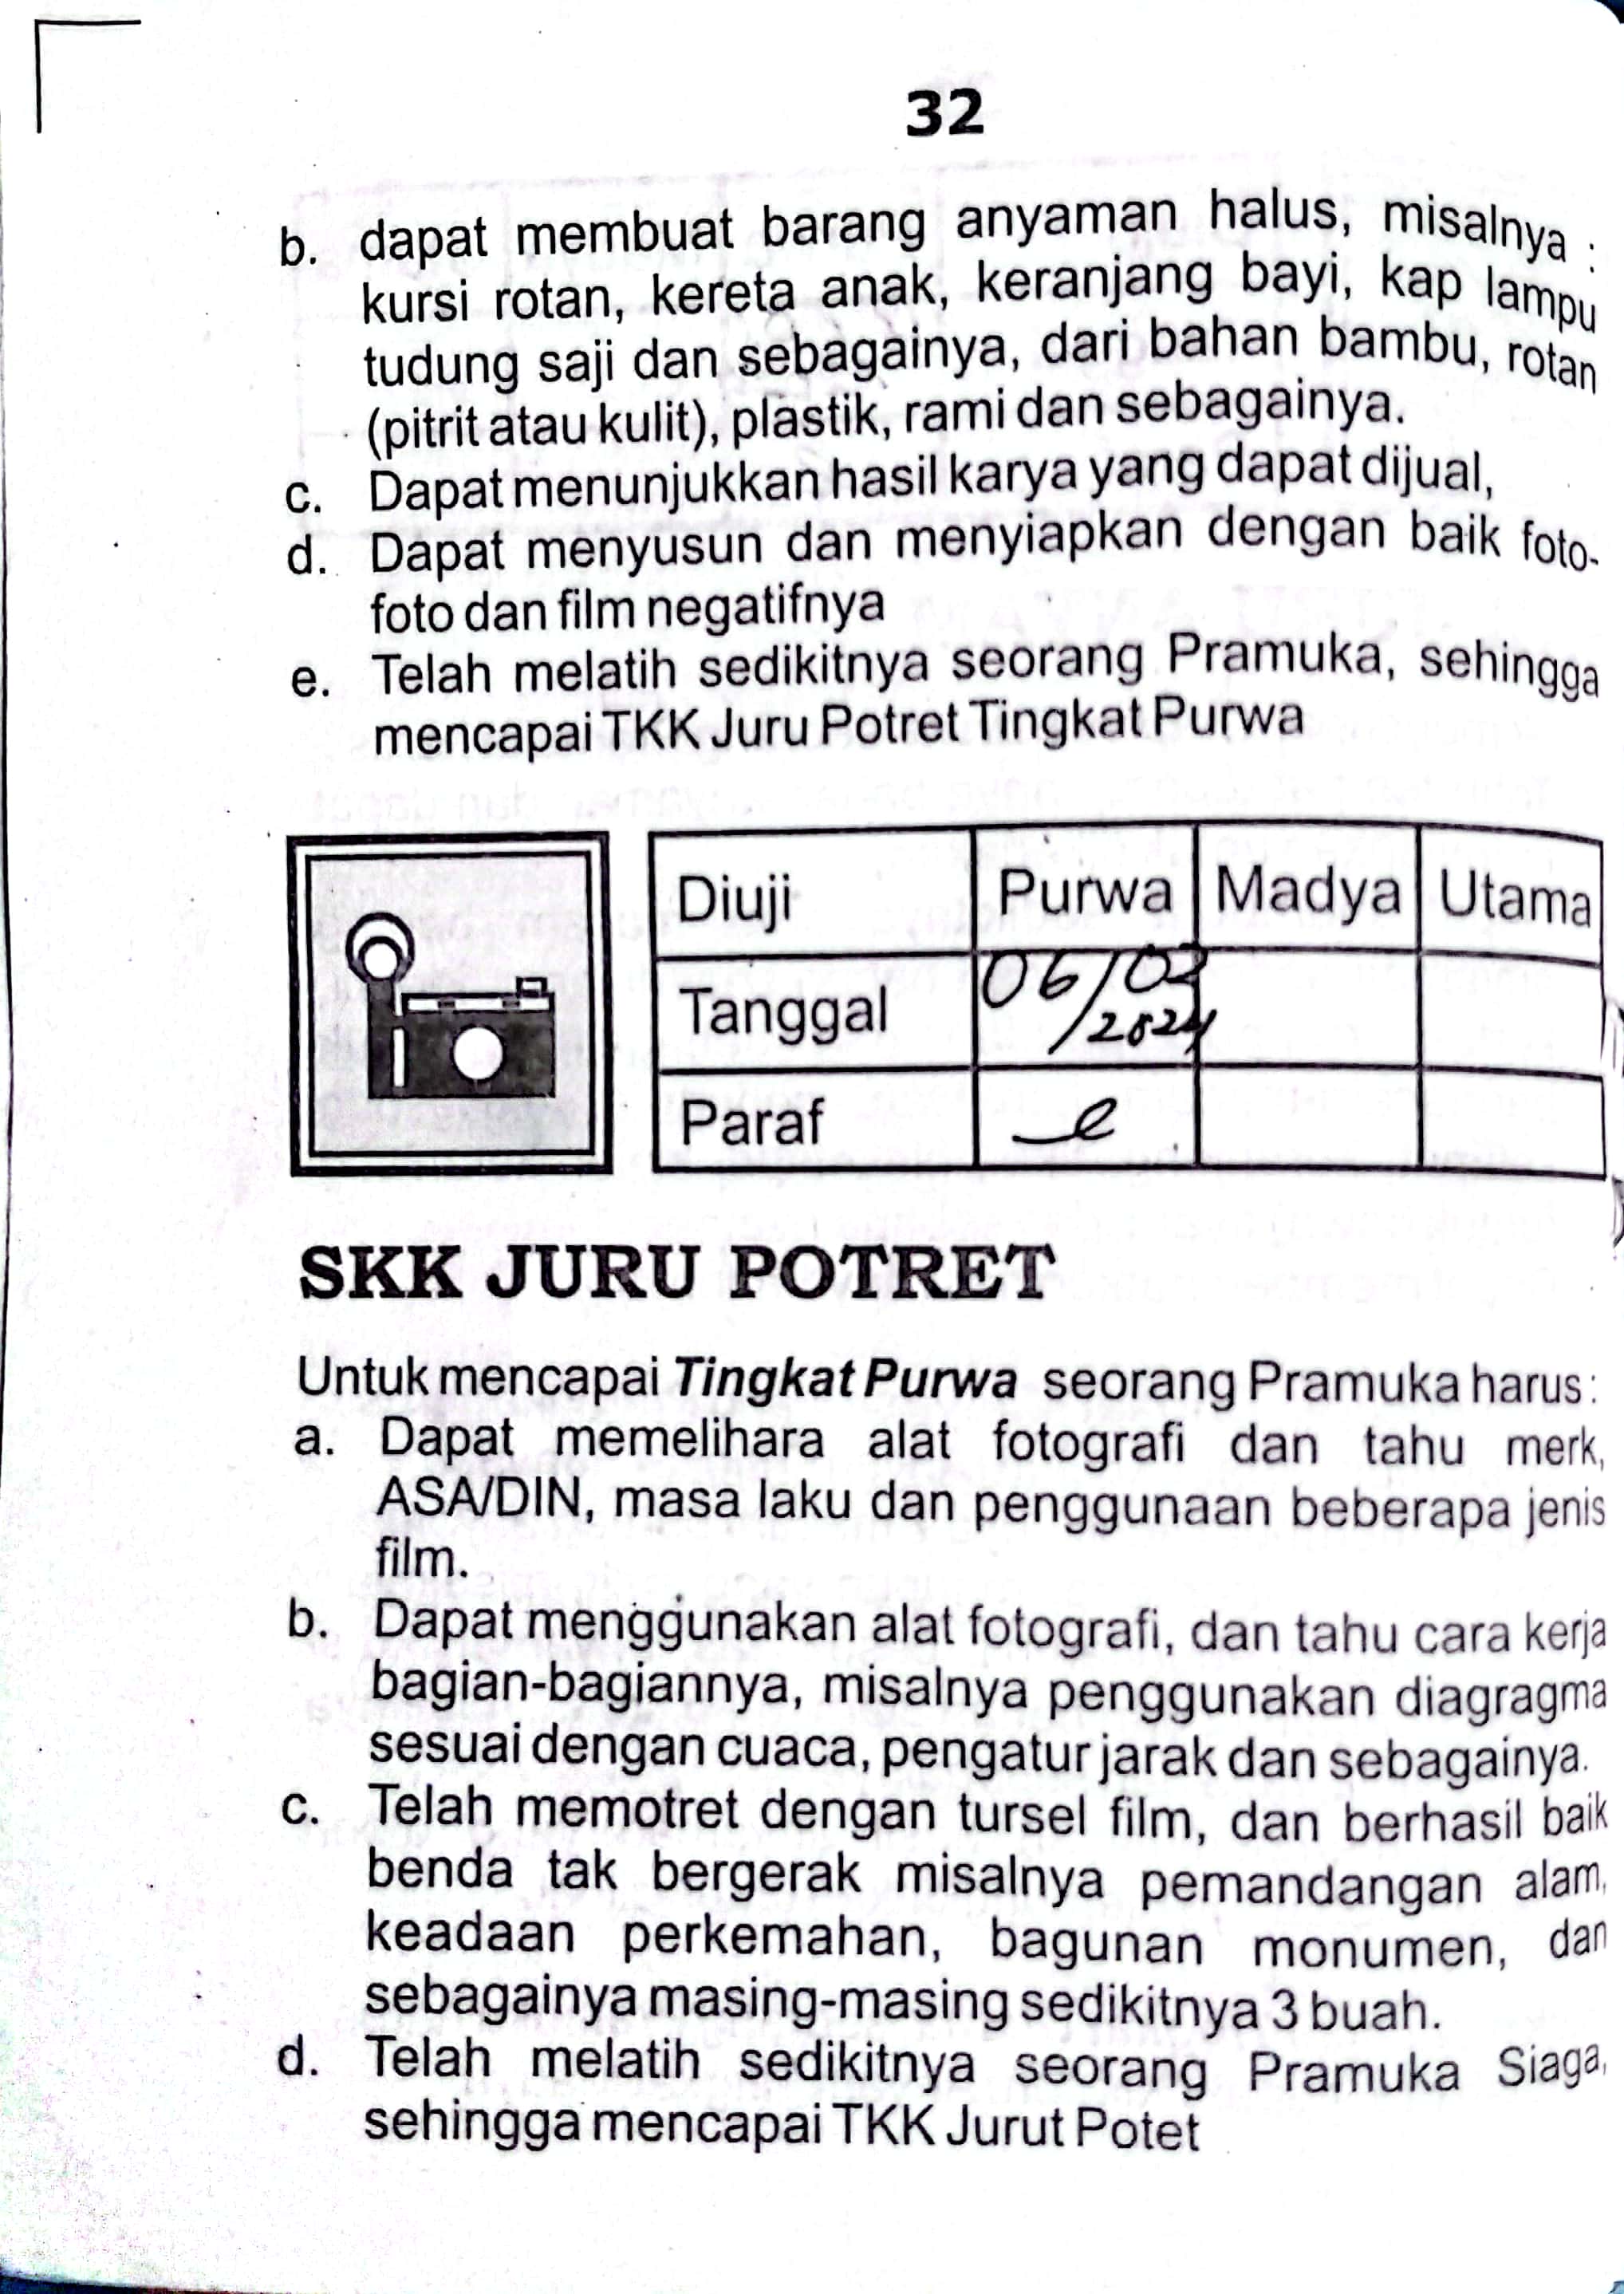 32
b. dapat membuat barang anyaman halus, misalnya :
kursi rotan, kereta anak, keranjang bayi, kap lampu
tudung saji dan sebagainya, dari bahan bambu, rotan
(pitrit atau kulit), plastik, rami dan sebagainya.
c. Dapat menunjukkan hasil karya yang dapat dijual,
d. Dapat menyusun dan menyiapkan dengan baik foto-
foto dan film negatifnya
e. Telah melatih sedikitnya seorang Pramuka, sehingga
mencapai TKK Juru Potret Tingkat Purwa
Diuji Purwa Madya Utama
Tanggal 06/03
/2024
Paraf
SKK JURU POTRET
Untuk mencapai Tingkat Purwa seorang Pramuka harus :
a. Dapat memelihara alat fotografi dan tahu merk,
ASA/DIN, masa laku dan penggunaan beberapa jenis
film.
b. Dapat menggunakan alat fotografi, dan tahu cara kerja
bagian-bagiannya, misalnya penggunakan diagragma
sesuai dengan cuaca, pengatur jarak dan sebagainya.
c. Telah memotret dengan tursel film, dan berhasil baik
benda tak bergerak misalnya pemandangan alam,
keadaan perkemahan, bagunan monumen, dan
sebagainya masing-masing sedikitnya 3 buah.
d. Telah melatih sedikitnya seorang Pramuka Siaga,
sehingga mencapai TKK Jurut Potet